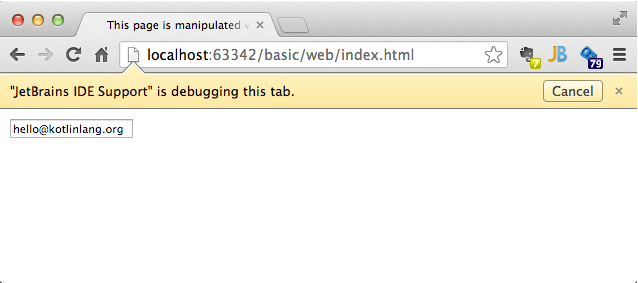 This page is manipulated
localhost:63342/basic/web/index.html
7
JB
79
"JetBrains IDE Support" is debugging this tab.
Cancel
hello@kotlinlang.org